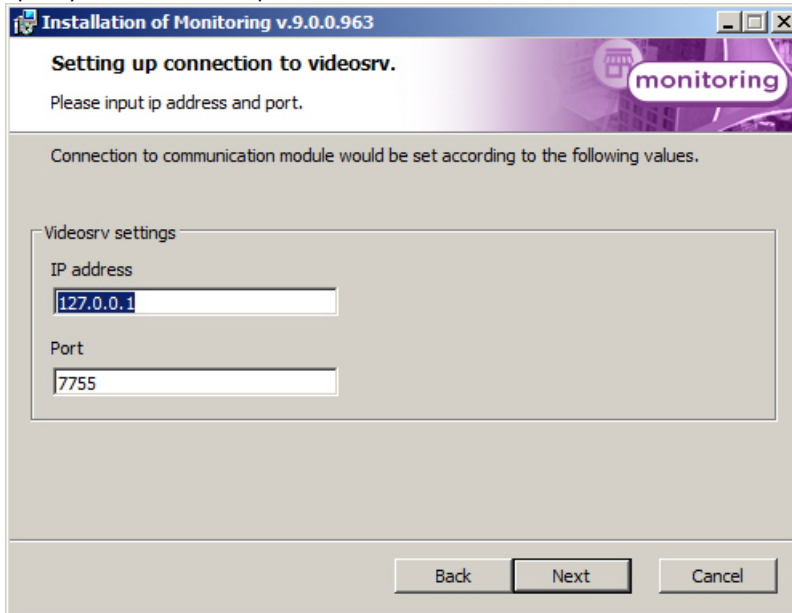 Installation of Monitoring v.9.0.0.963
Setting up connection to videosrv.
Please input ip address and port.
monitoring
Connection to communication module would be set according to the following values.
Videosrv settings
IP address
127.0.0.1
Port
7755
Back Next Cancel